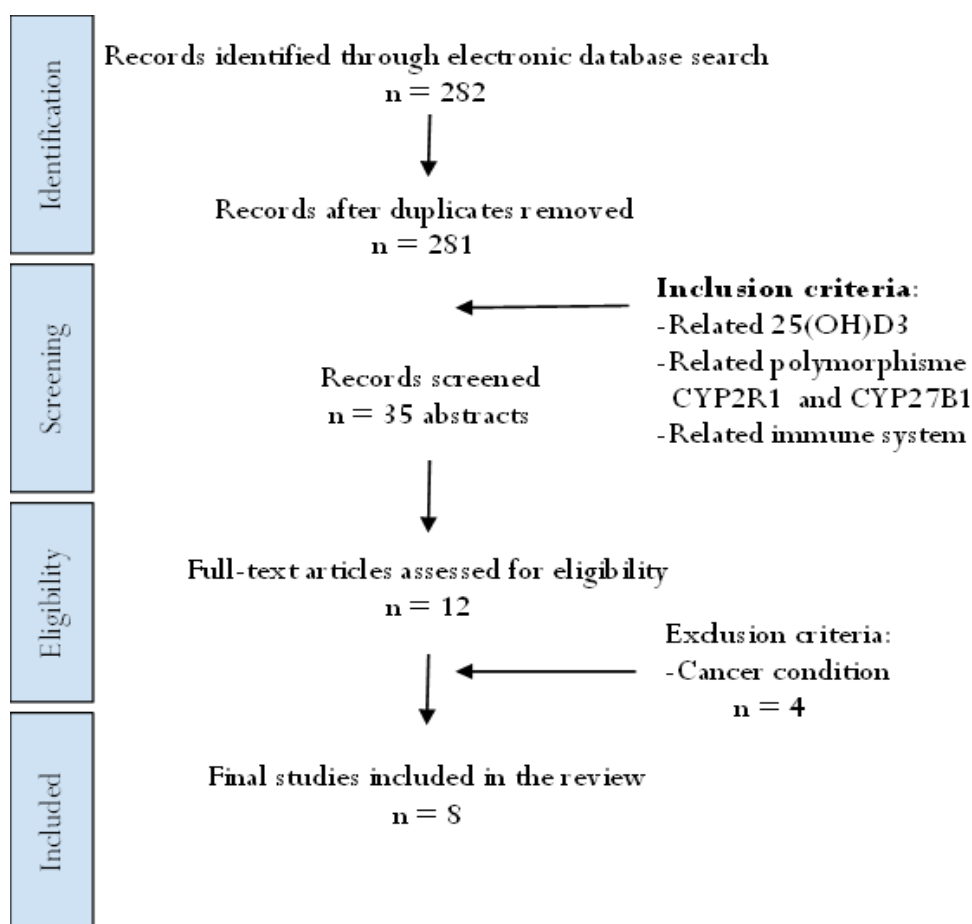 Identification
Records identified through electronic database search
n = 282
Records after duplicates removed
n = 281
Screening
Inclusion criteria:
-Related 25(OH)D3
-Related polymorphisme
CYP2R1 and CYP27B1
-Related immune system
Records screened
n = 35 abstracts
Eligibility
Full-text articles assessed for eligibility
n = 12
Exclusion criteria:
-Cancer condition
n = 4
Included
Final studies included in the review
n = 8